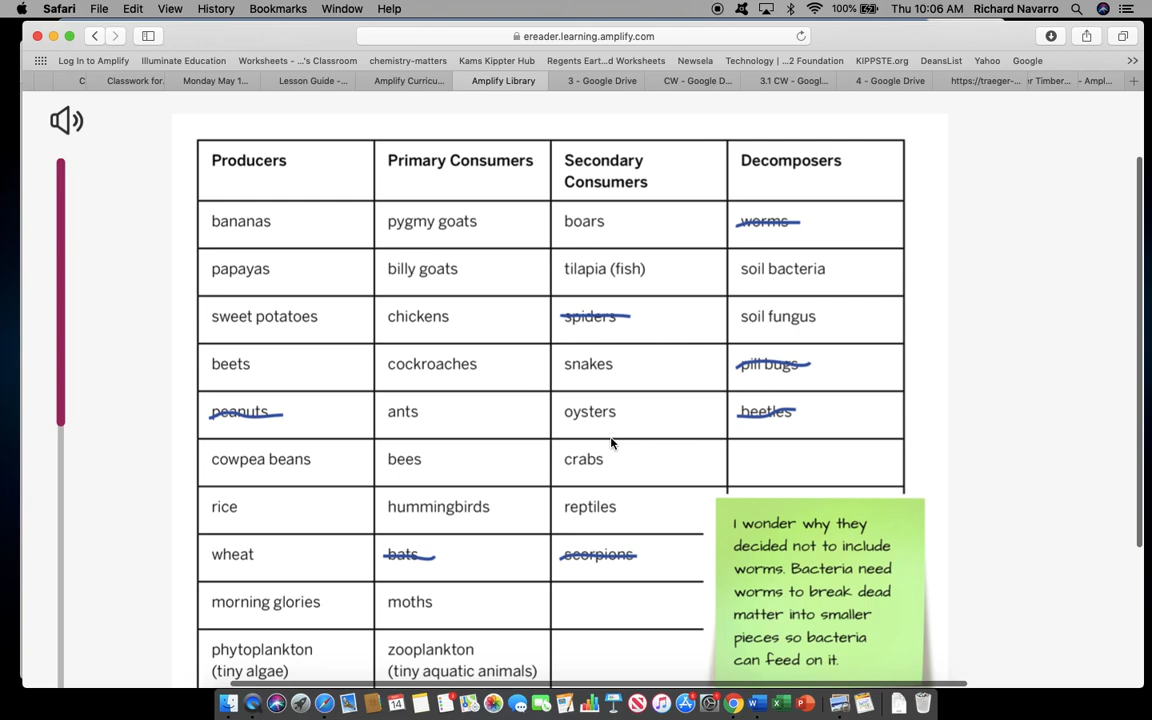 Safari File Edit View History Bookmarks Window Help 100% Thu 10:06 AM Richard Navarro
ereader.learning.amplify.com
Log In to Amplify Illuminate Education Worksheets - ...'s Classroom chemistry-matters Kams Kippter Hub Regents Eart...d Worksheets Newsela Technology | ...2 Foundation KIPPSTE.org DeansList Yahoo Google
C Classwork for Monday May 1... Lesson Guide -... Amplify Curricu... Amplify Library 3 - Google Drive CW - Google D... 3.1 CW - Googl... 4 - Google Drive https://traeger-... r Timber... - Ampl...
Producers Primary Consumers Secondary Consumers Decomposers
bananas pygmy goats boars worms
papayas billy goats tilapia (fish) soil bacteria
sweet potatoes chickens spiders soil fungus
beets cockroaches snakes pill bugs
peanuts ants oysters beetles
cowpea beans bees crabs
rice hummingbirds reptiles
wheat bats scorpions
morning glories moths
phytoplankton zooplankton
(tiny algae) (tiny aquatic animals)
I wonder why they
decided not to include
worms. Bacteria need
worms to break dead
matter into smaller
pieces so bacteria
can feed on it.